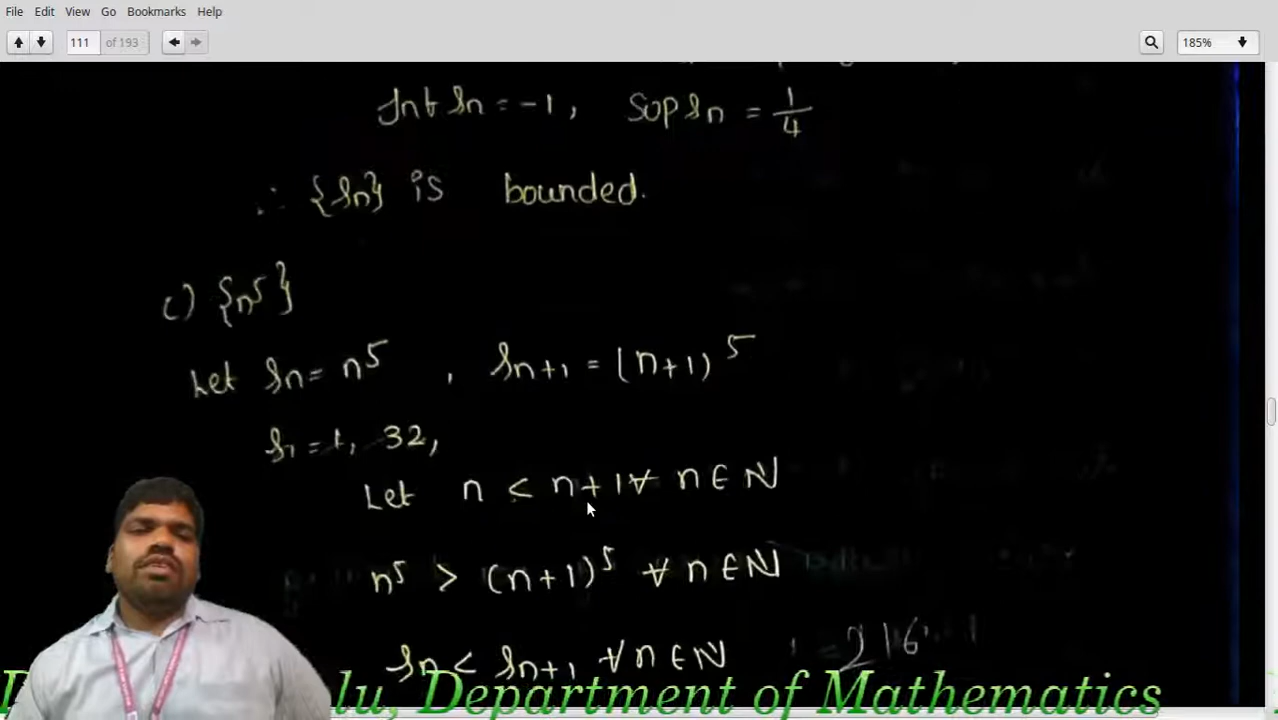 File Edit View Go Bookmarks Help
111 of 193 185%
Inf Sn = -1, Sup Sn = 1/4
∴ {Sn} is bounded.
c) {n⁵}
Let Sn = n⁵, Sn+1 = (n+1)⁵
S1 = 1, 32,
Let n < n+1 ∀ n ∈ N
n⁵ > (n+1)⁵ ∀ n ∈ N
Sn < Sn+1 ∀ n ∈ N
lu, Department of Mathematics